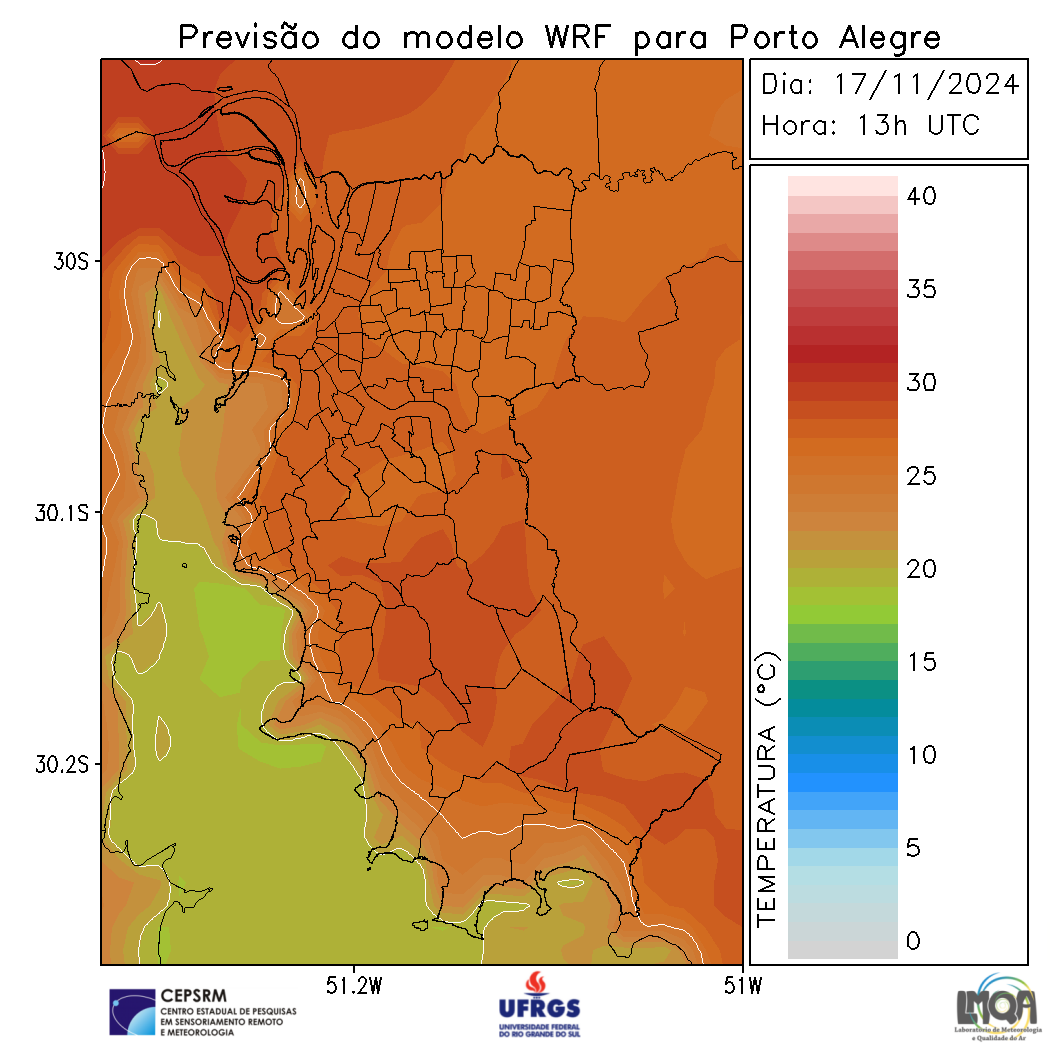 Previsão do modelo WRF para Porto Alegre
Dia: 17/11/2024
Hora: 13h UTC
40
35
30
25
20
15
10
5
0
TEMPERATURA (°C)
30S
30.1S
30.2S
51.2W
51W
CEPSRM
CENTRO ESTADUAL DE PESQUISAS
EM SENSORIAMENTO REMOTO
E METEOROLOGIA
UFRGS
UNIVERSIDADE FEDERAL
DO RIO GRANDE DO SUL
LMQA
Laboratório de Meteorologia
e Qualidade do Ar